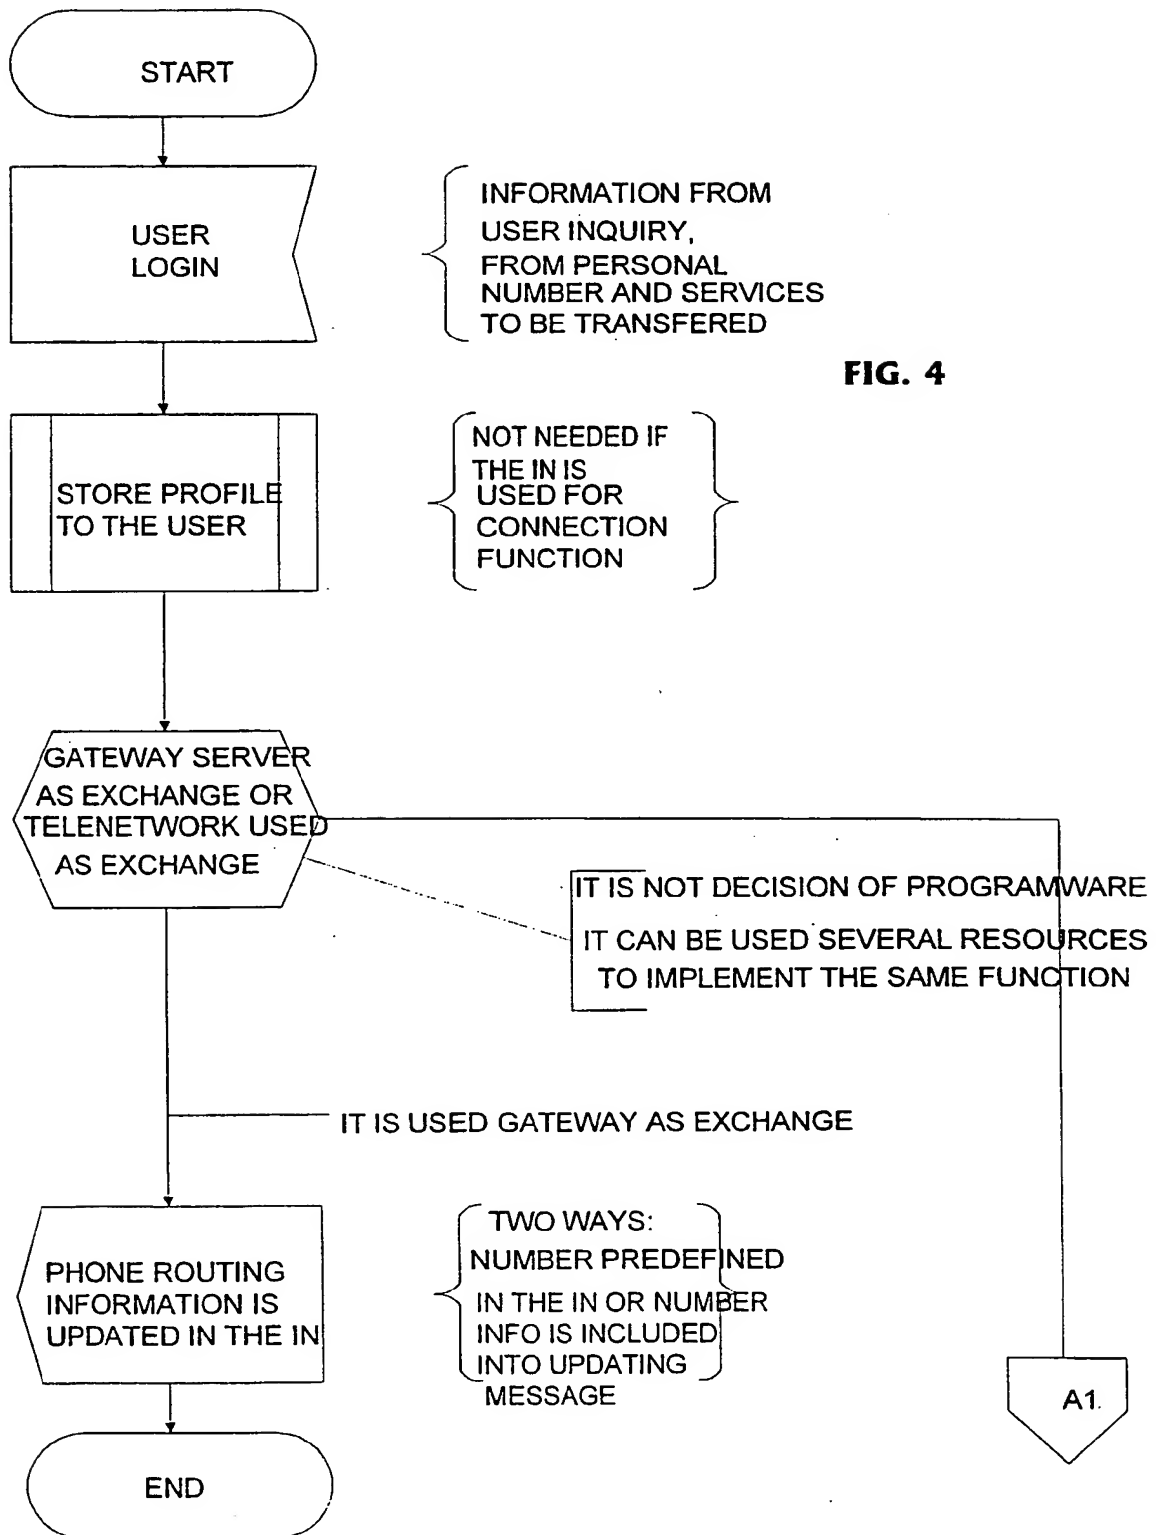 START
USER
LOGIN
INFORMATION FROM
USER INQUIRY,
FROM PERSONAL
NUMBER AND SERVICES
TO BE TRANSFERED
FIG. 4
STORE PROFILE
TO THE USER
NOT NEEDED IF
THE IN IS
USED FOR
CONNECTION
FUNCTION
GATEWAY SERVER
AS EXCHANGE OR
TELENETWORK USED
AS EXCHANGE
IT IS NOT DECISION OF PROGRAMWARE
IT CAN BE USED SEVERAL RESOURCES
TO IMPLEMENT THE SAME FUNCTION
IT IS USED GATEWAY AS EXCHANGE
PHONE ROUTING
INFORMATION IS
UPDATED IN THE IN
TWO WAYS:
NUMBER PREDEFINED
IN THE IN OR NUMBER
INFO IS INCLUDED
INTO UPDATING
MESSAGE
A1.
END